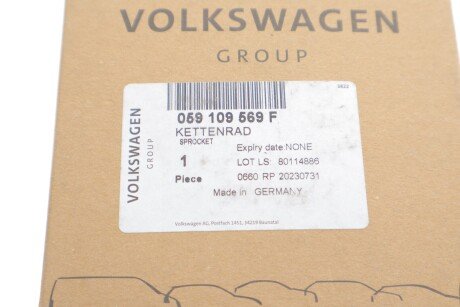 VOLKSWAGEN
GROUP
0622
059 109 569 F
KETTENRAD
SPROCKET
Expiry date:NONE
1 LOT LS 80114886
Piece 0660 RP 20230731
Made in GERMANY
VOLKSWAGEN
GROUP
Volkswagen AG, Postfach 1451, 34219 Baunatal